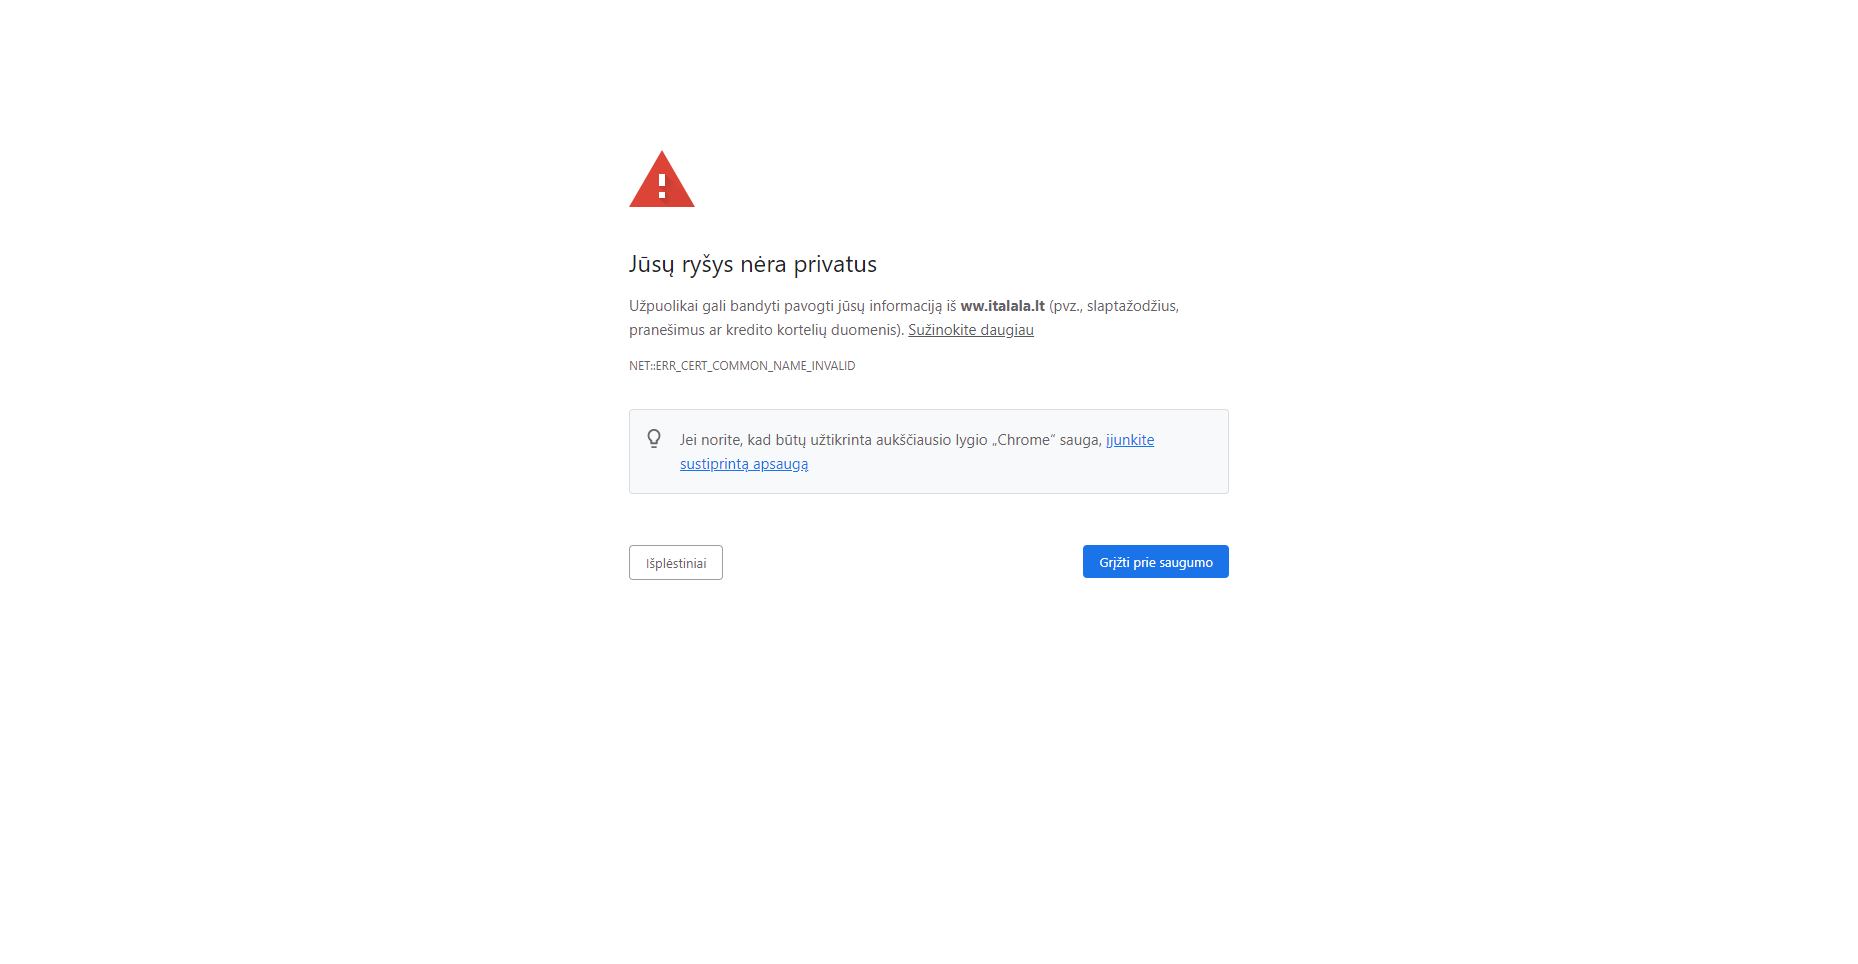 Jūsų ryšys nėra privatus
Užpuolikai gali bandyti pavogti jūsų informaciją iš ww.italala.lt (pvz., slaptažodžius,
pranešimus ar kredito kortelių duomenis). Sužinokite daugiau
NET::ERR_CERT_COMMON_NAME_INVALID
Jei norite, kad būtų užtikrinta aukščiausio lygio „Chrome“ sauga, įjunkite
sustiprintą apsaugą
Išplėstiniai
Grįžti prie saugumo